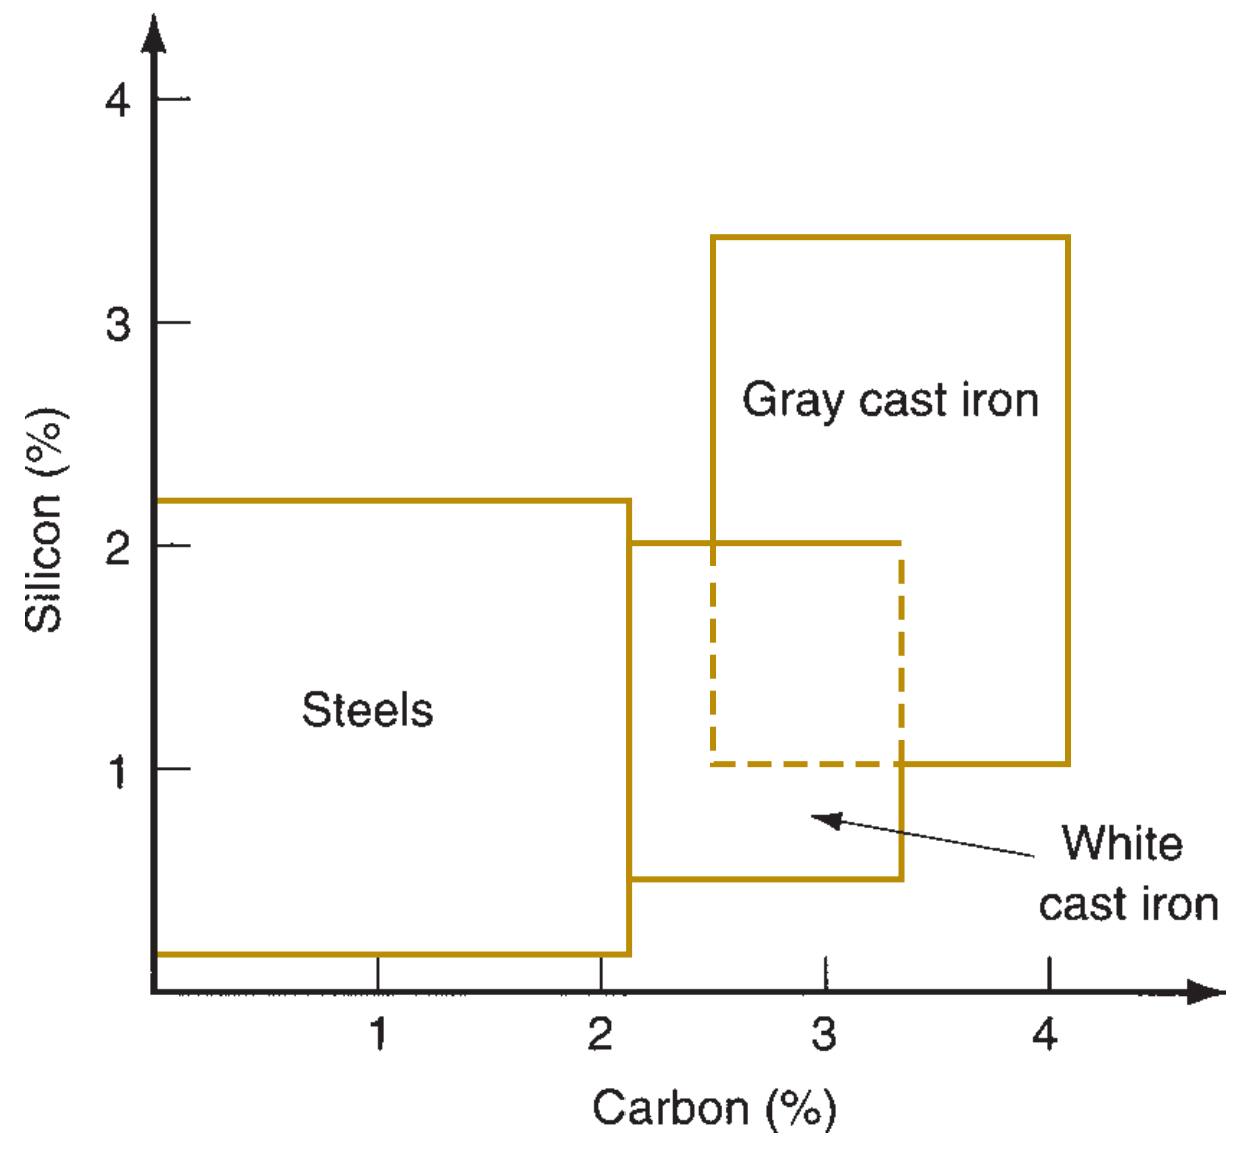 4
3
Gray cast iron
Silicon (%)
2
Steels
1
White
cast iron
1 2 3 4
Carbon (%)